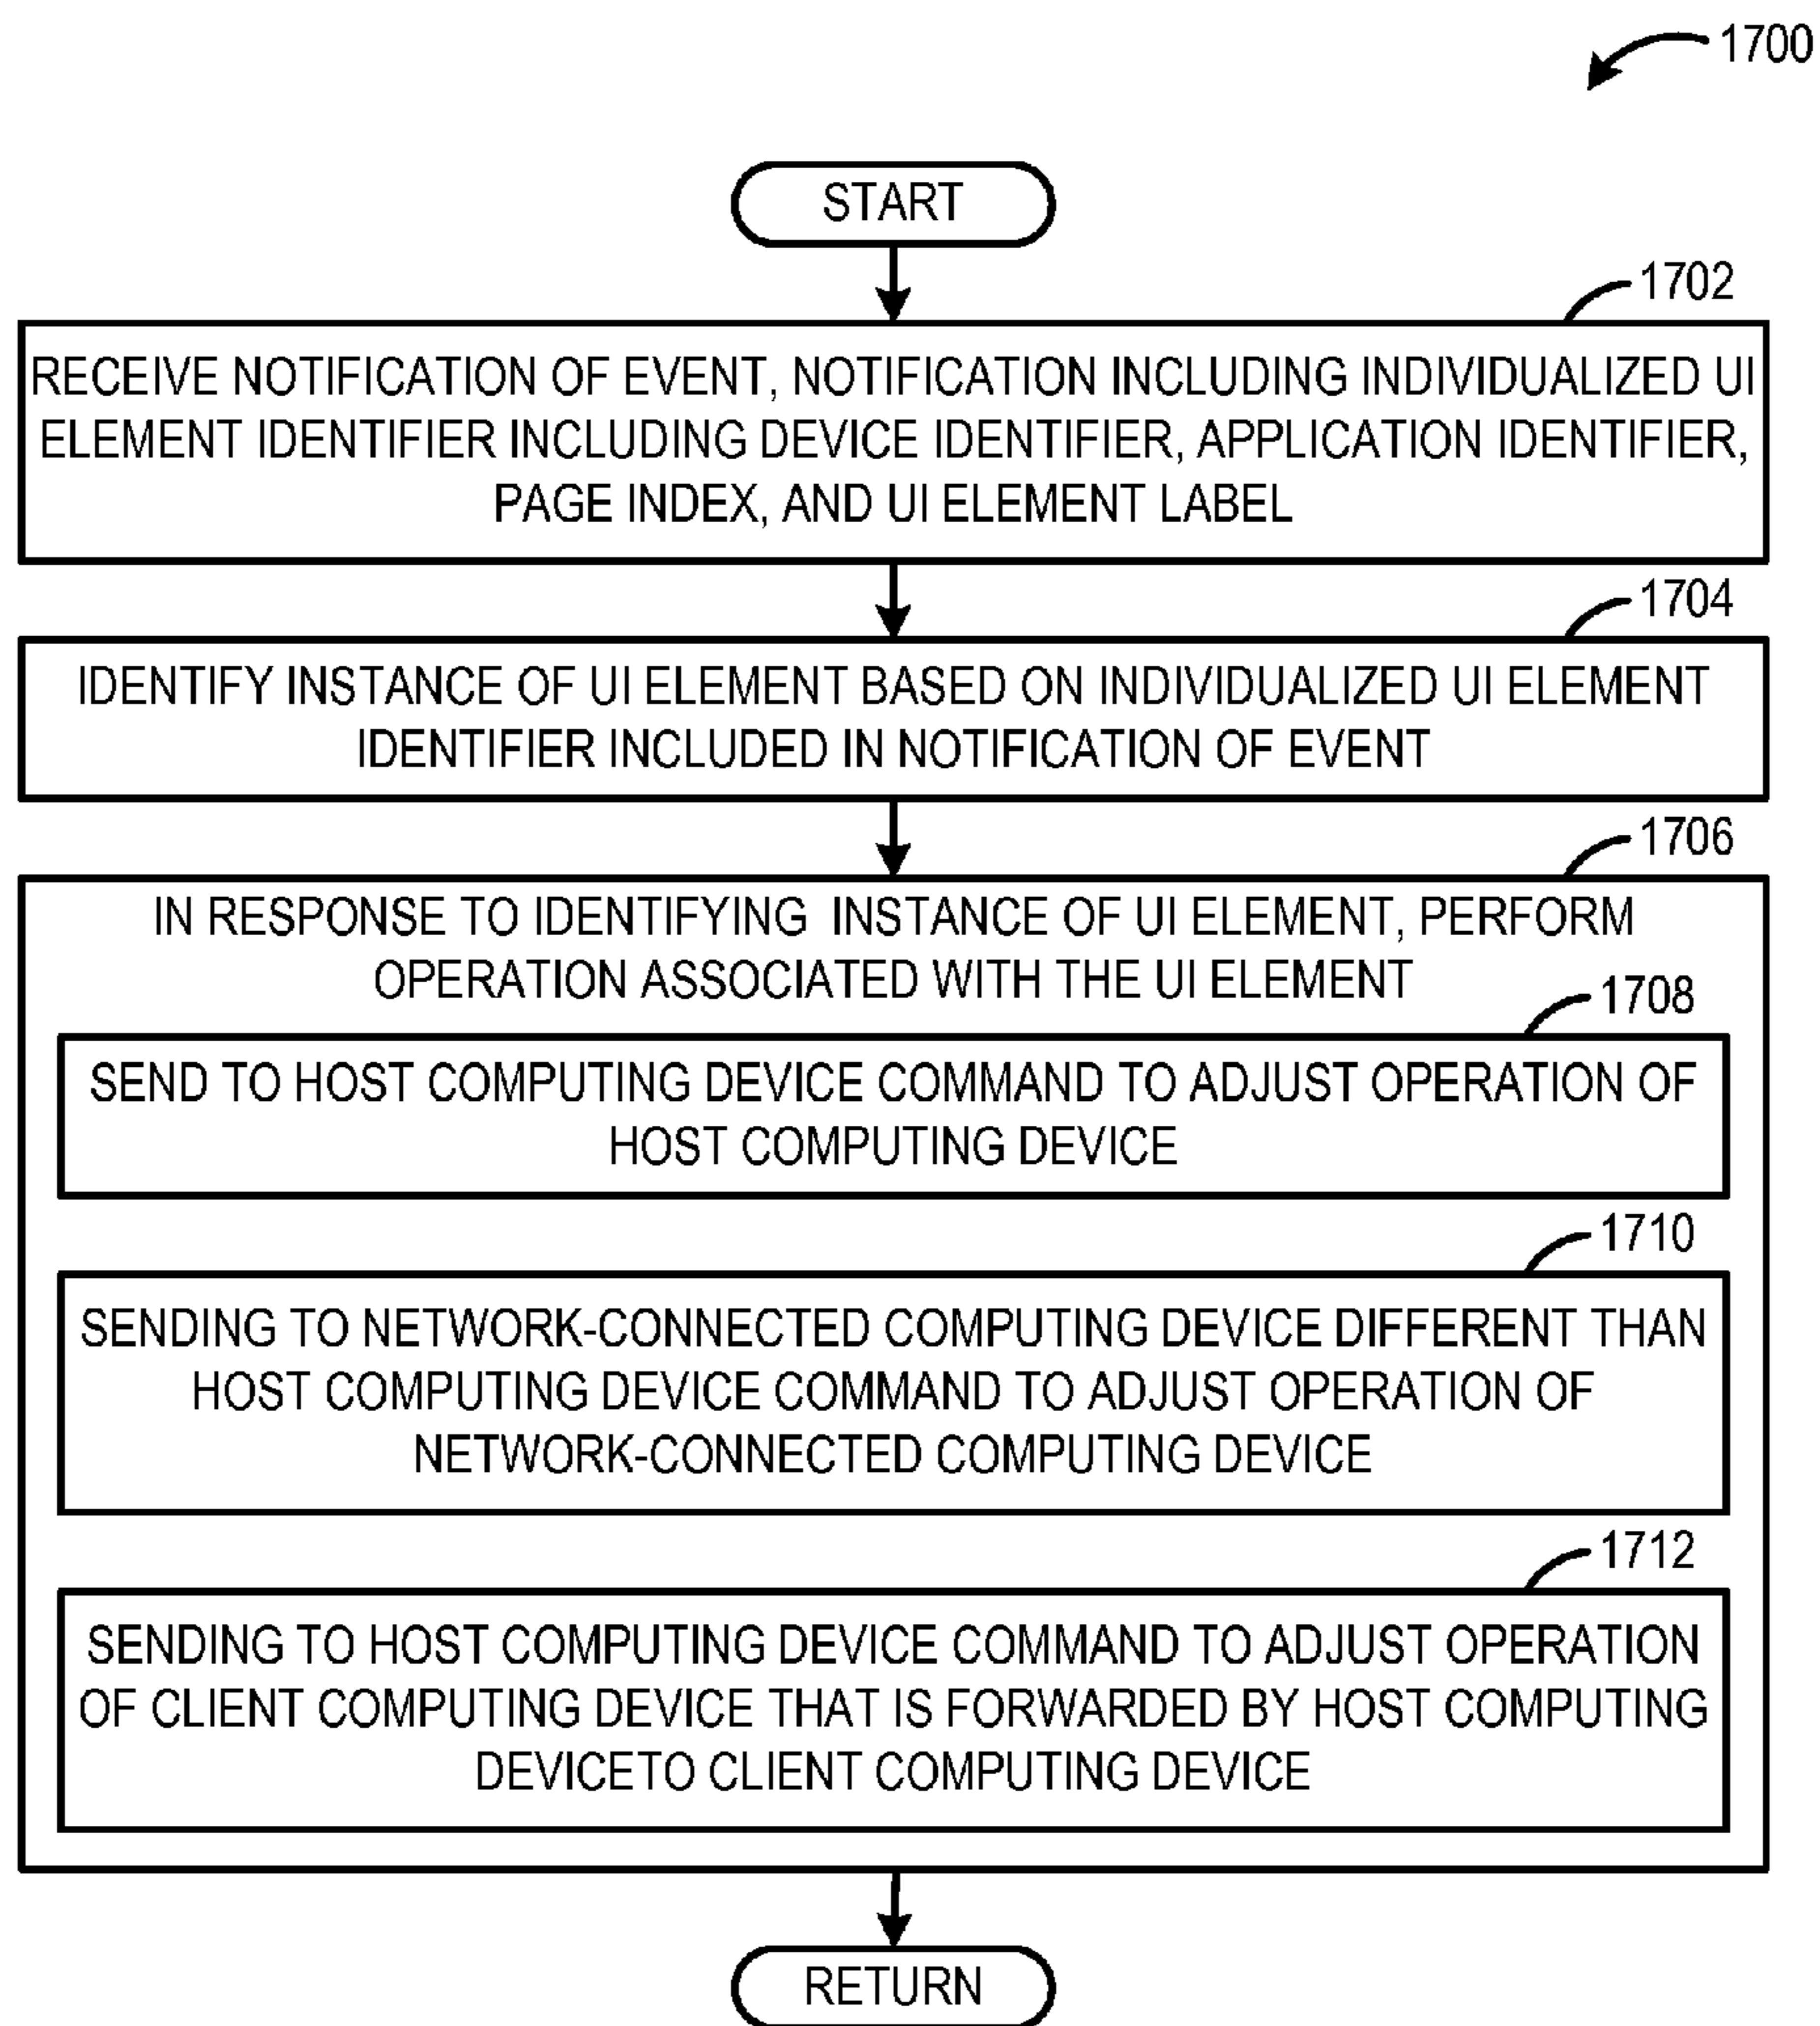 1700
START
1702
RECEIVE NOTIFICATION OF EVENT, NOTIFICATION INCLUDING INDIVIDUALIZED UI
ELEMENT IDENTIFIER INCLUDING DEVICE IDENTIFIER, APPLICATION IDENTIFIER,
PAGE INDEX, AND UI ELEMENT LABEL
1704
IDENTIFY INSTANCE OF UI ELEMENT BASED ON INDIVIDUALIZED UI ELEMENT
IDENTIFIER INCLUDED IN NOTIFICATION OF EVENT
1706
IN RESPONSE TO IDENTIFYING INSTANCE OF UI ELEMENT, PERFORM
OPERATION ASSOCIATED WITH THE UI ELEMENT
1708
SEND TO HOST COMPUTING DEVICE COMMAND TO ADJUST OPERATION OF
HOST COMPUTING DEVICE
1710
SENDING TO NETWORK-CONNECTED COMPUTING DEVICE DIFFERENT THAN
HOST COMPUTING DEVICE COMMAND TO ADJUST OPERATION OF
NETWORK-CONNECTED COMPUTING DEVICE
1712
SENDING TO HOST COMPUTING DEVICE COMMAND TO ADJUST OPERATION
OF CLIENT COMPUTING DEVICE THAT IS FORWARDED BY HOST COMPUTING
DEVICETO CLIENT COMPUTING DEVICE
RETURN